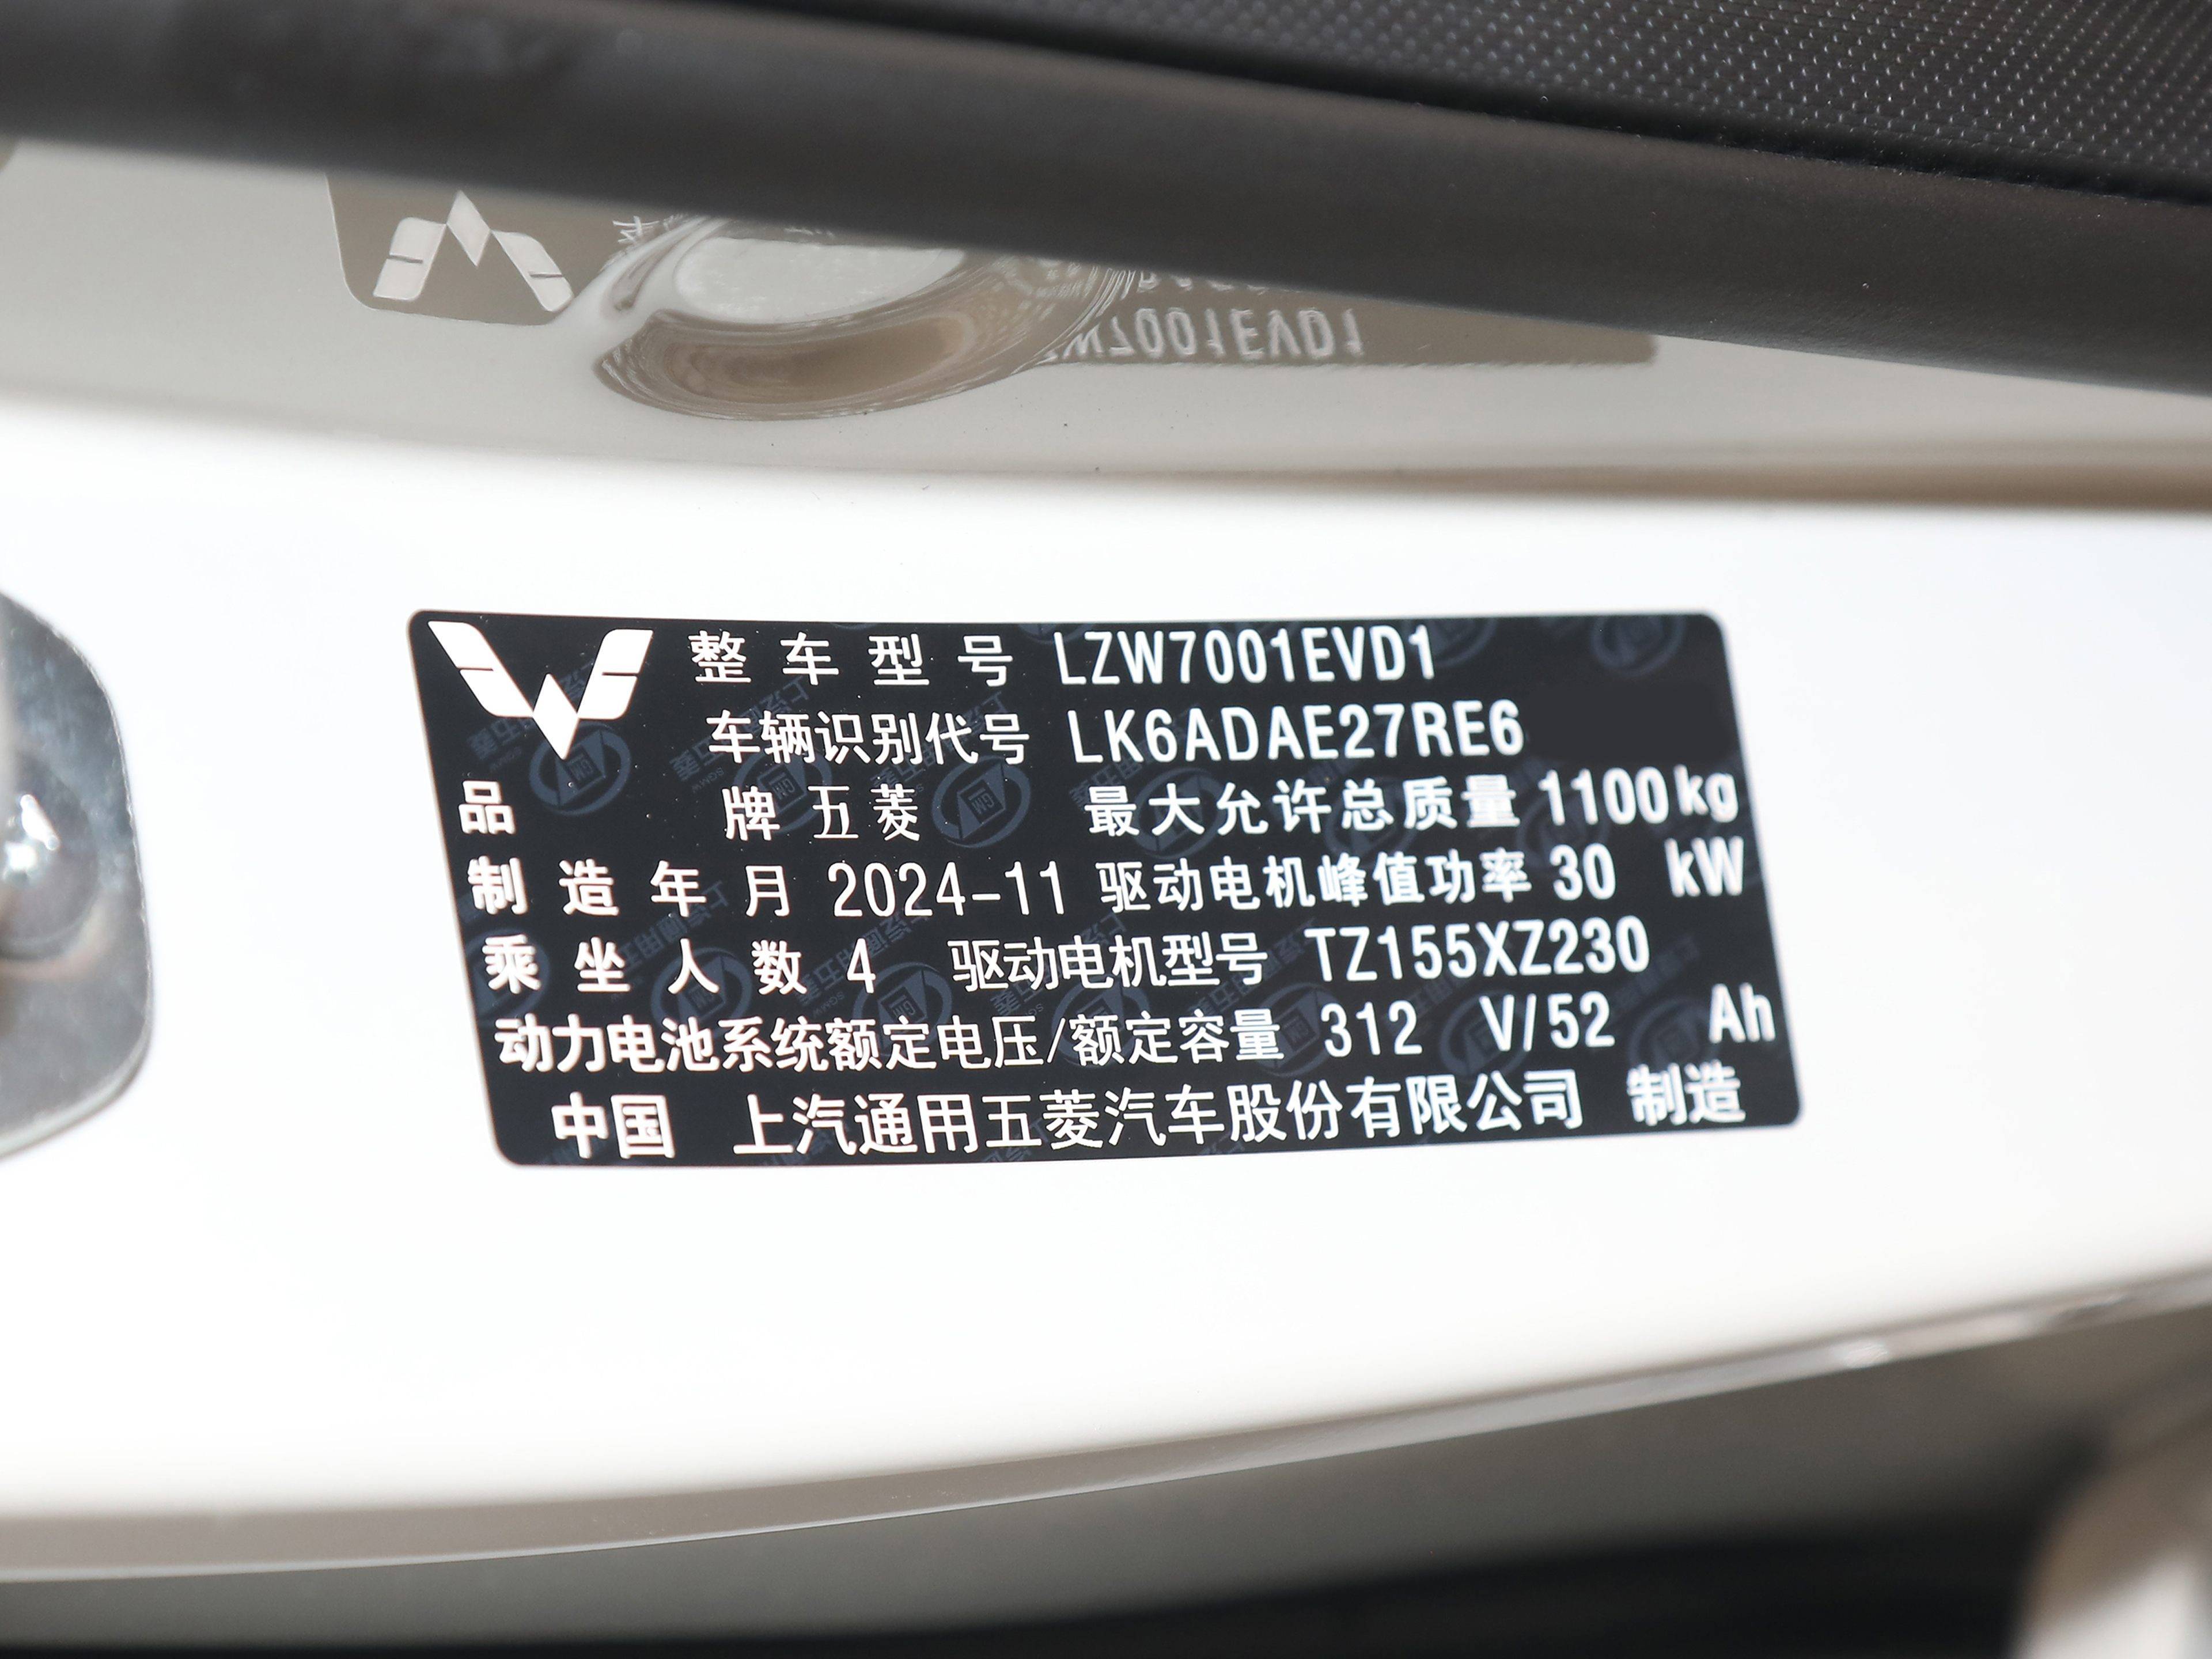 整车型号 LZW7001EVD1
车辆识别代号 LK6ADAE27RE6
品牌 五菱 最大允许总质量 1100kg
制造年月 2024-11 驱动电机峰值功率 30 kW
乘坐人数 4 驱动电机型号 TZ155XZ230
动力电池系统额定电压/额定容量 312 V/52 Ah
中国 上汽通用五菱汽车股份有限公司 制造